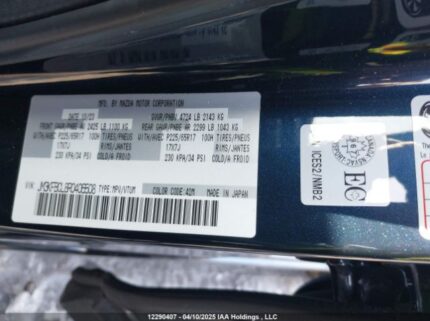 MFD. BY MAZDA MOTOR CORPORATION
DATE 10/23 GVWR/PNBV 4724 LB 2143 KG
FRONT GAWR/PNBE AV 2425 LB 1100 KG REAR GAWR/PNBE AR 2299 LB 1043 KG
WITH/AVEC P225/65R17 100H TIRES/PNEUS WITH/AVEC P225/65R17 100H TIRES/PNEUS
17X7J RIMS/JANTES 17X7J RIMS/JANTES
230 KPA/34 PSI COLD/A FROID 230 KPA/34 PSI COLD/A FROID
VIN TYPE: MPV/VTUM COLOR CODE: 42M MADE IN JAPAN
CANADA
ICES2/NMB2
12290407 - 04/10/2025 IAA Holdings, LLC